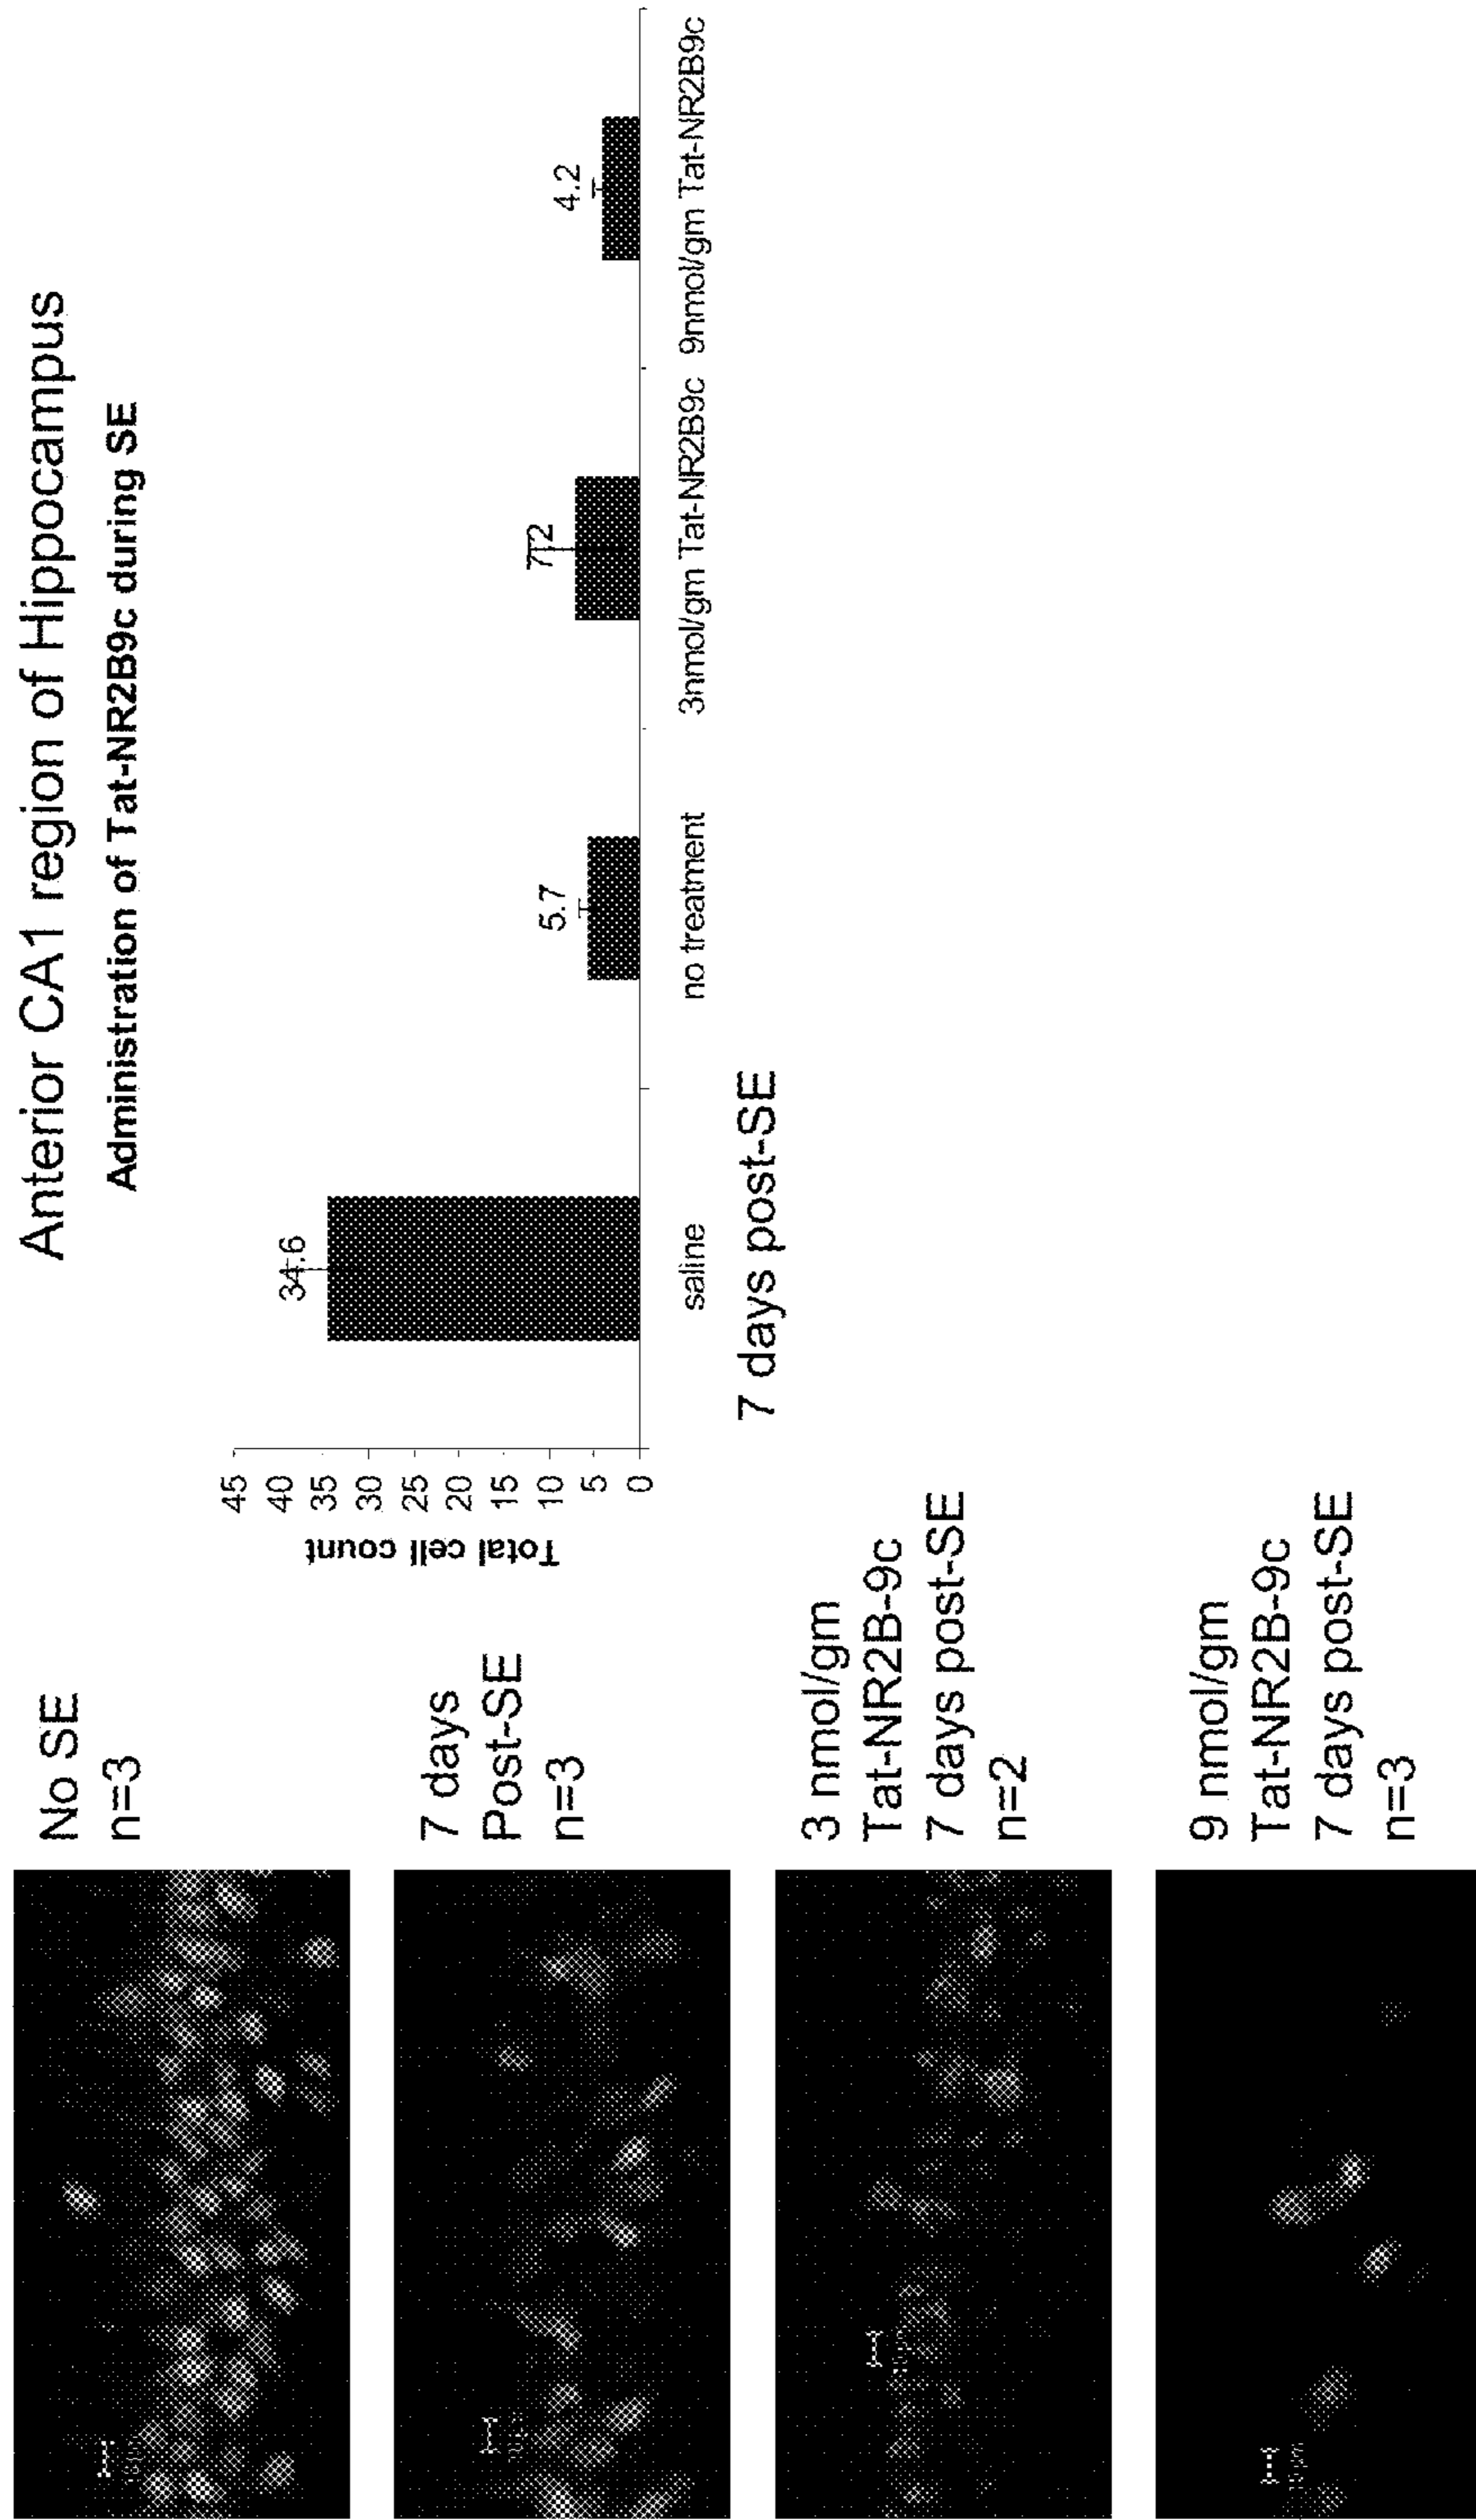 Anterior CA1 region of Hippocampus
Administration of Tat-NR2B9c during SE
No SE
n=3
7 days
Post-SE
n=3
3 nmol/gm
Tat-NR2B-9c
7 days post-SE
n=2
9 nmol/gm
Tat-NR2B-9c
7 days post-SE
n=3
Total cell count
45
40
35
30
25
20
15
10
5
0
34.6
5.7
7.2
4.2
saline
no treatment
3nmol/gm Tat-NR2B9c
9nmol/gm Tat-NR2B9c
7 days post-SE